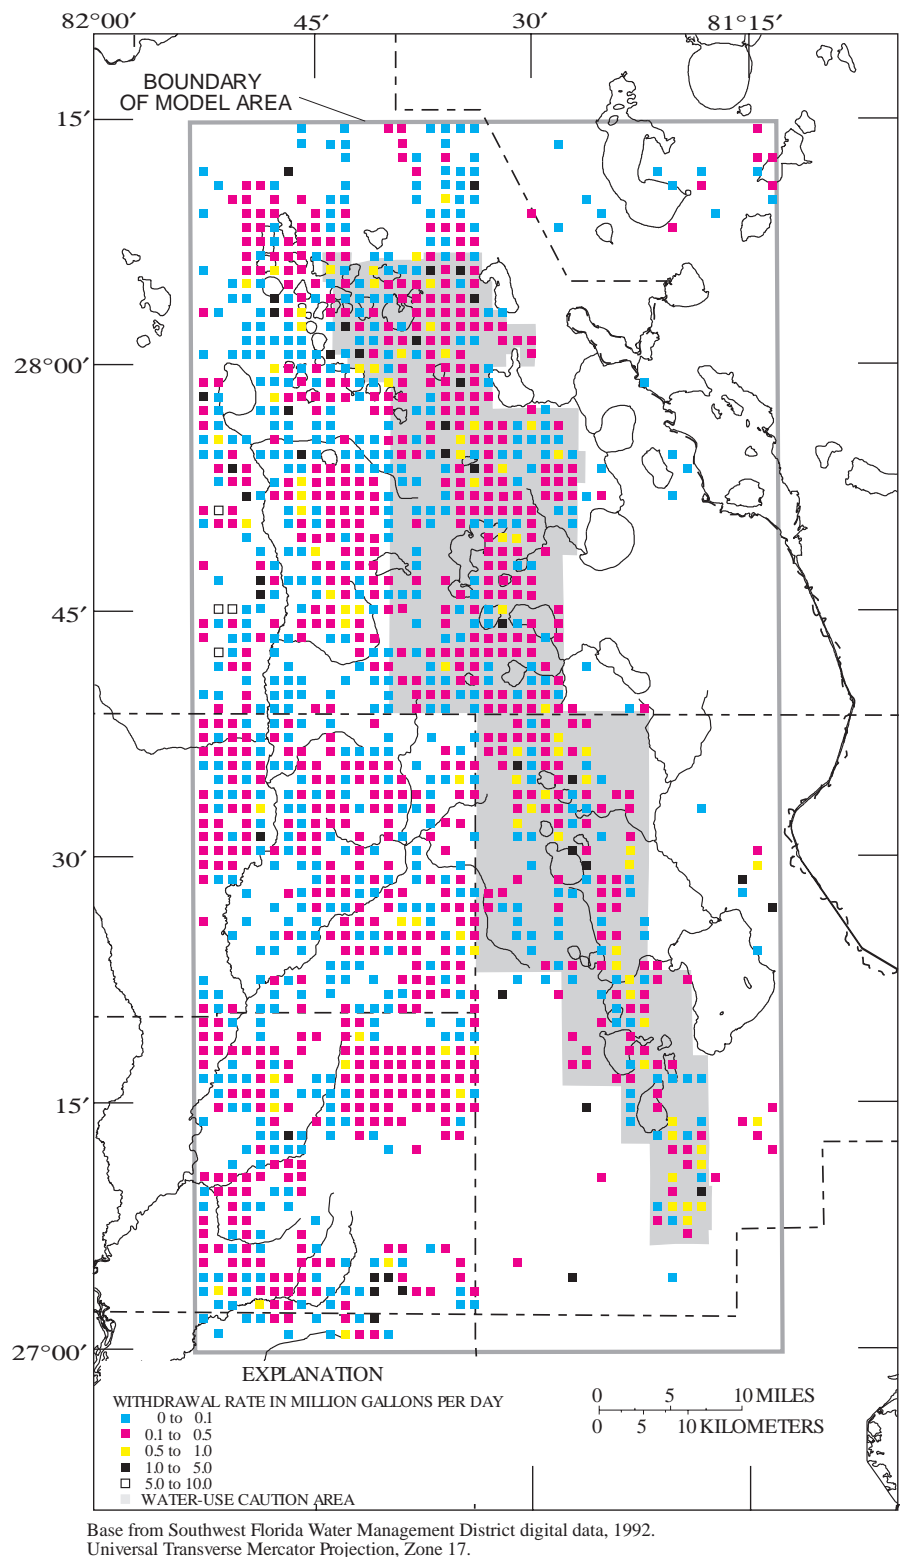 82°00′ 45′ 30′ 81°15′
BOUNDARY
OF MODEL AREA
15′
28°00′
45′
30′
15′
27°00′
EXPLANATION
WITHDRAWAL RATE IN MILLION GALLONS PER DAY
0 to 0.1
0.1 to 0.5
0.5 to 1.0
1.0 to 5.0
5.0 to 10.0
WATER-USE CAUTION AREA
0 5 10 MILES
0 5 10 KILOMETERS
Base from Southwest Florida Water Management District digital data, 1992.
Universal Transverse Mercator Projection, Zone 17.